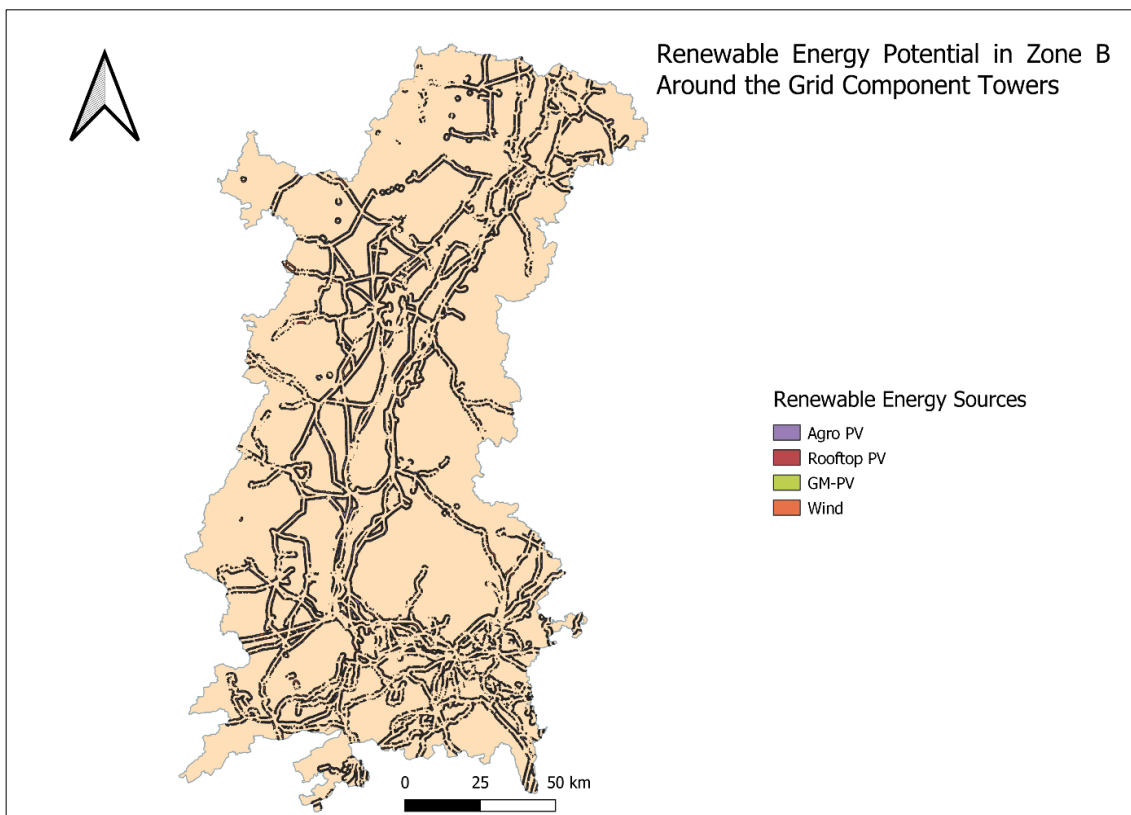 Renewable Energy Potential in Zone B
Around the Grid Component Towers
Renewable Energy Sources
Agro PV
Rooftop PV
GM-PV
Wind
0 25 50 km